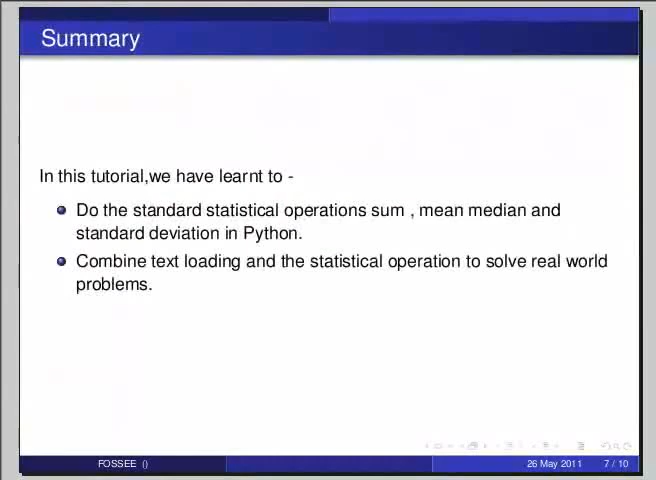 Summary
In this tutorial,we have learnt to -
Do the standard statistical operations sum , mean median and
standard deviation in Python.
Combine text loading and the statistical operation to solve real world
problems.
FOSSEE ()
26 May 2011
7 / 10